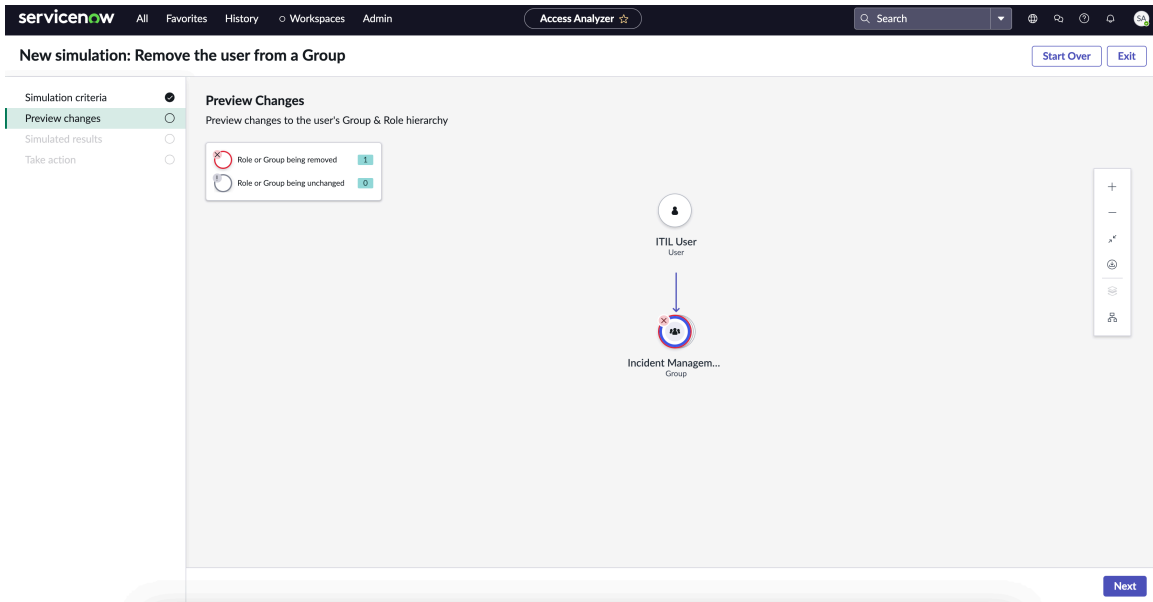 servicenow All Favorites History Workspaces Admin Access Analyzer Search SA
New simulation: Remove the user from a Group Start Over Exit
Simulation criteria
Preview changes
Simulated results
Take action
Preview Changes
Preview changes to the user's Group & Role hierarchy
Role or Group being removed 1
Role or Group being unchanged 0
ITIL User
User
Incident Managem...
Group
Next